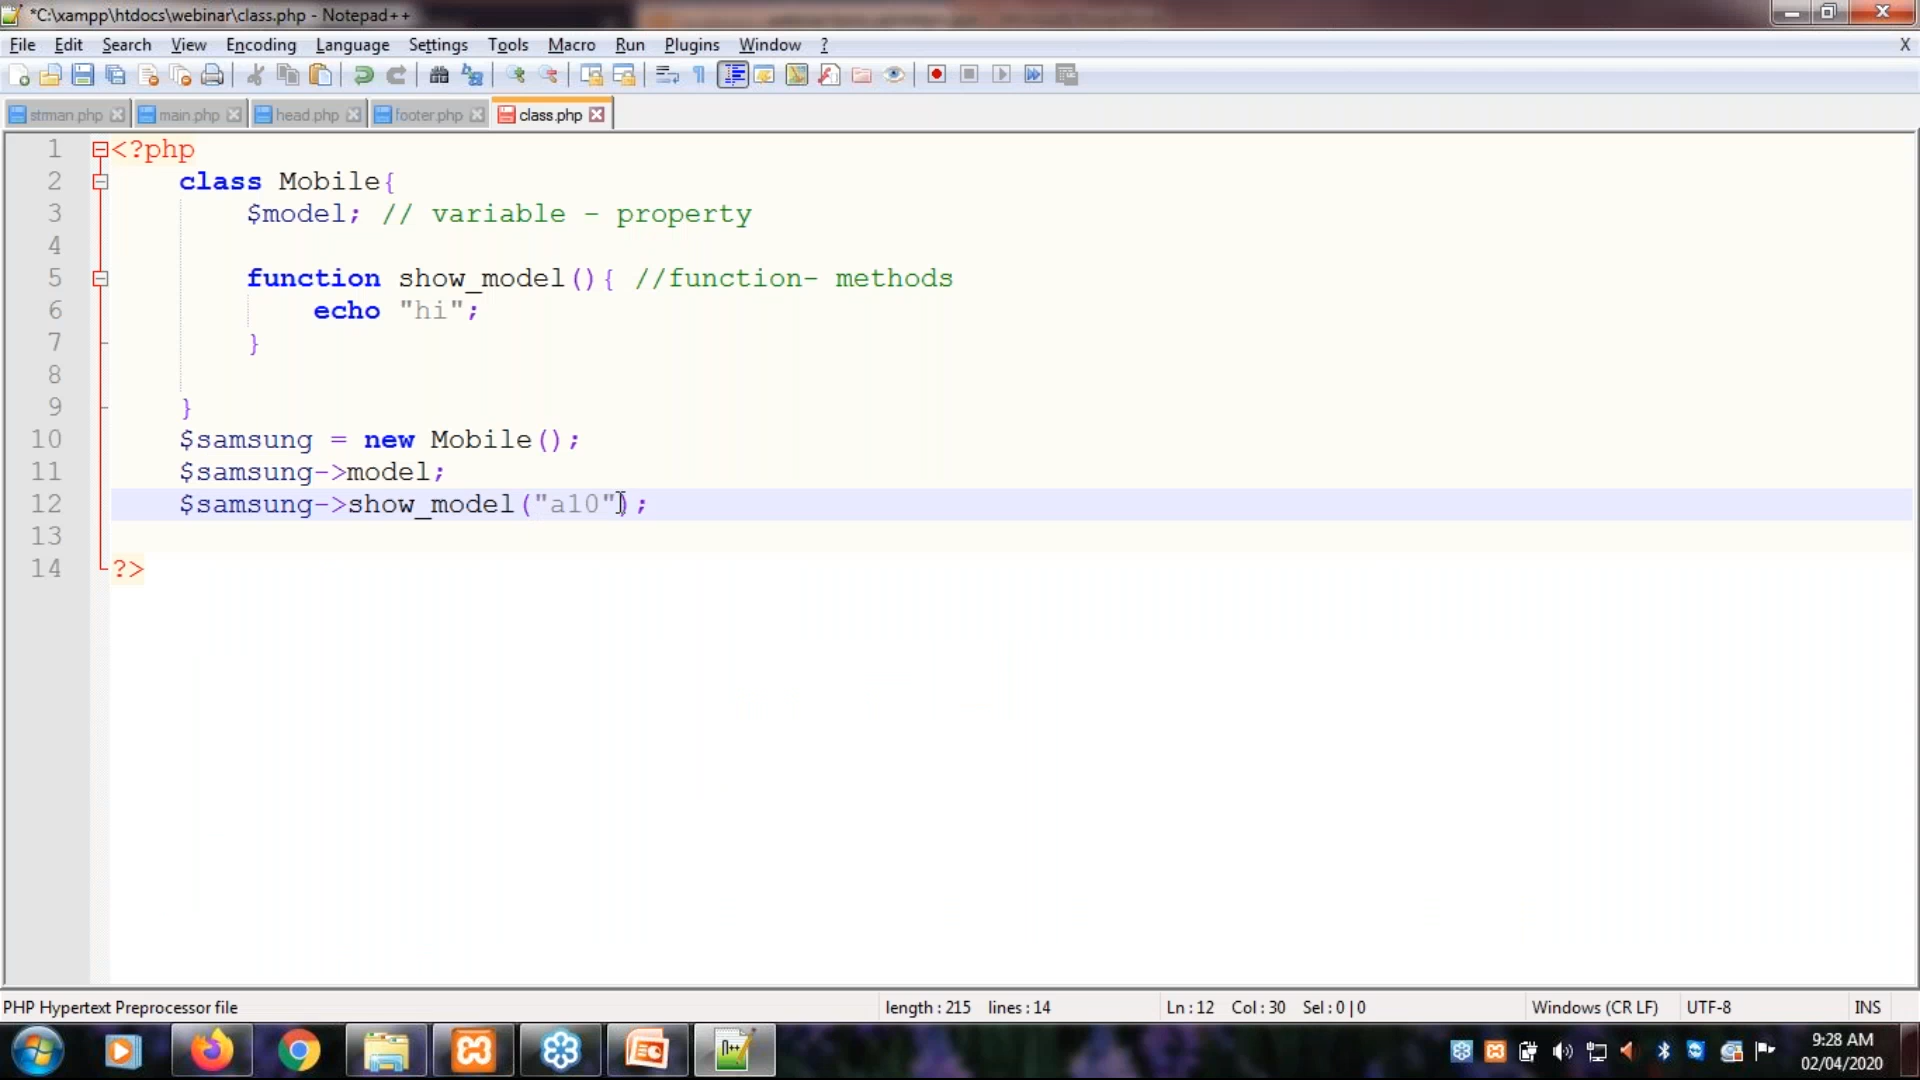 *C:\xampp\htdocs\webinar\class.php - Notepad++
File Edit Search View Encoding Language Settings Tools Macro Run Plugins Window ? X
stman.php main.php head.php footer.php class.php
1 <?php
2 class Mobile{
3 $model; // variable - property
4
5 function show_model(){ //function- methods
6 echo "hi";
7 }
8
9 }
10 $samsung = new Mobile();
11 $samsung->model;
12 $samsung->show_model("a10");
13
14 ?>
PHP Hypertext Preprocessor file length : 215 lines : 14 Ln : 12 Col : 30 Sel : 0 | 0 Windows (CR LF) UTF-8 INS
9:28 AM
02/04/2020